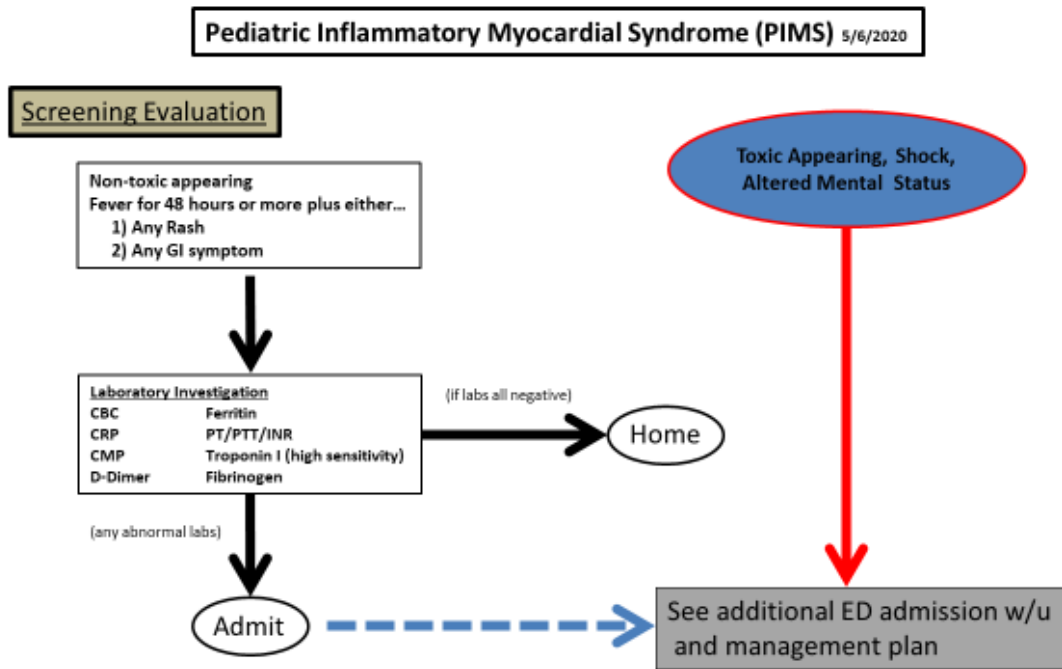 Pediatric Inflammatory Myocardial Syndrome (PIMS) 5/6/2020
Screening Evaluation
Toxic Appearing, Shock,
Altered Mental Status
Non-toxic appearing
Fever for 48 hours or more plus either...
1) Any Rash
2) Any GI symptom
Laboratory Investigation
CBC Ferritin
CRP PT/PTT/INR
CMP Troponin I (high sensitivity)
D-Dimer Fibrinogen
(if labs all negative)
Home
(any abnormal labs)
Admit
See additional ED admission w/u
and management plan